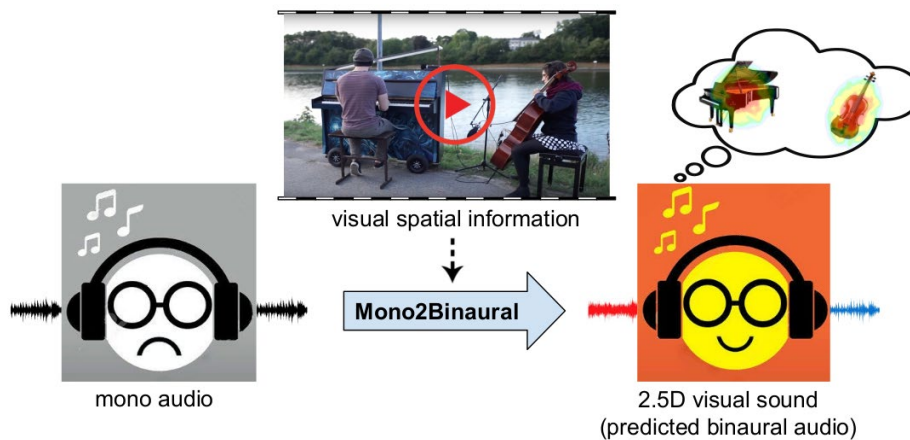 visual spatial information
Mono2Binaural
mono audio
2.5D visual sound
(predicted binaural audio)